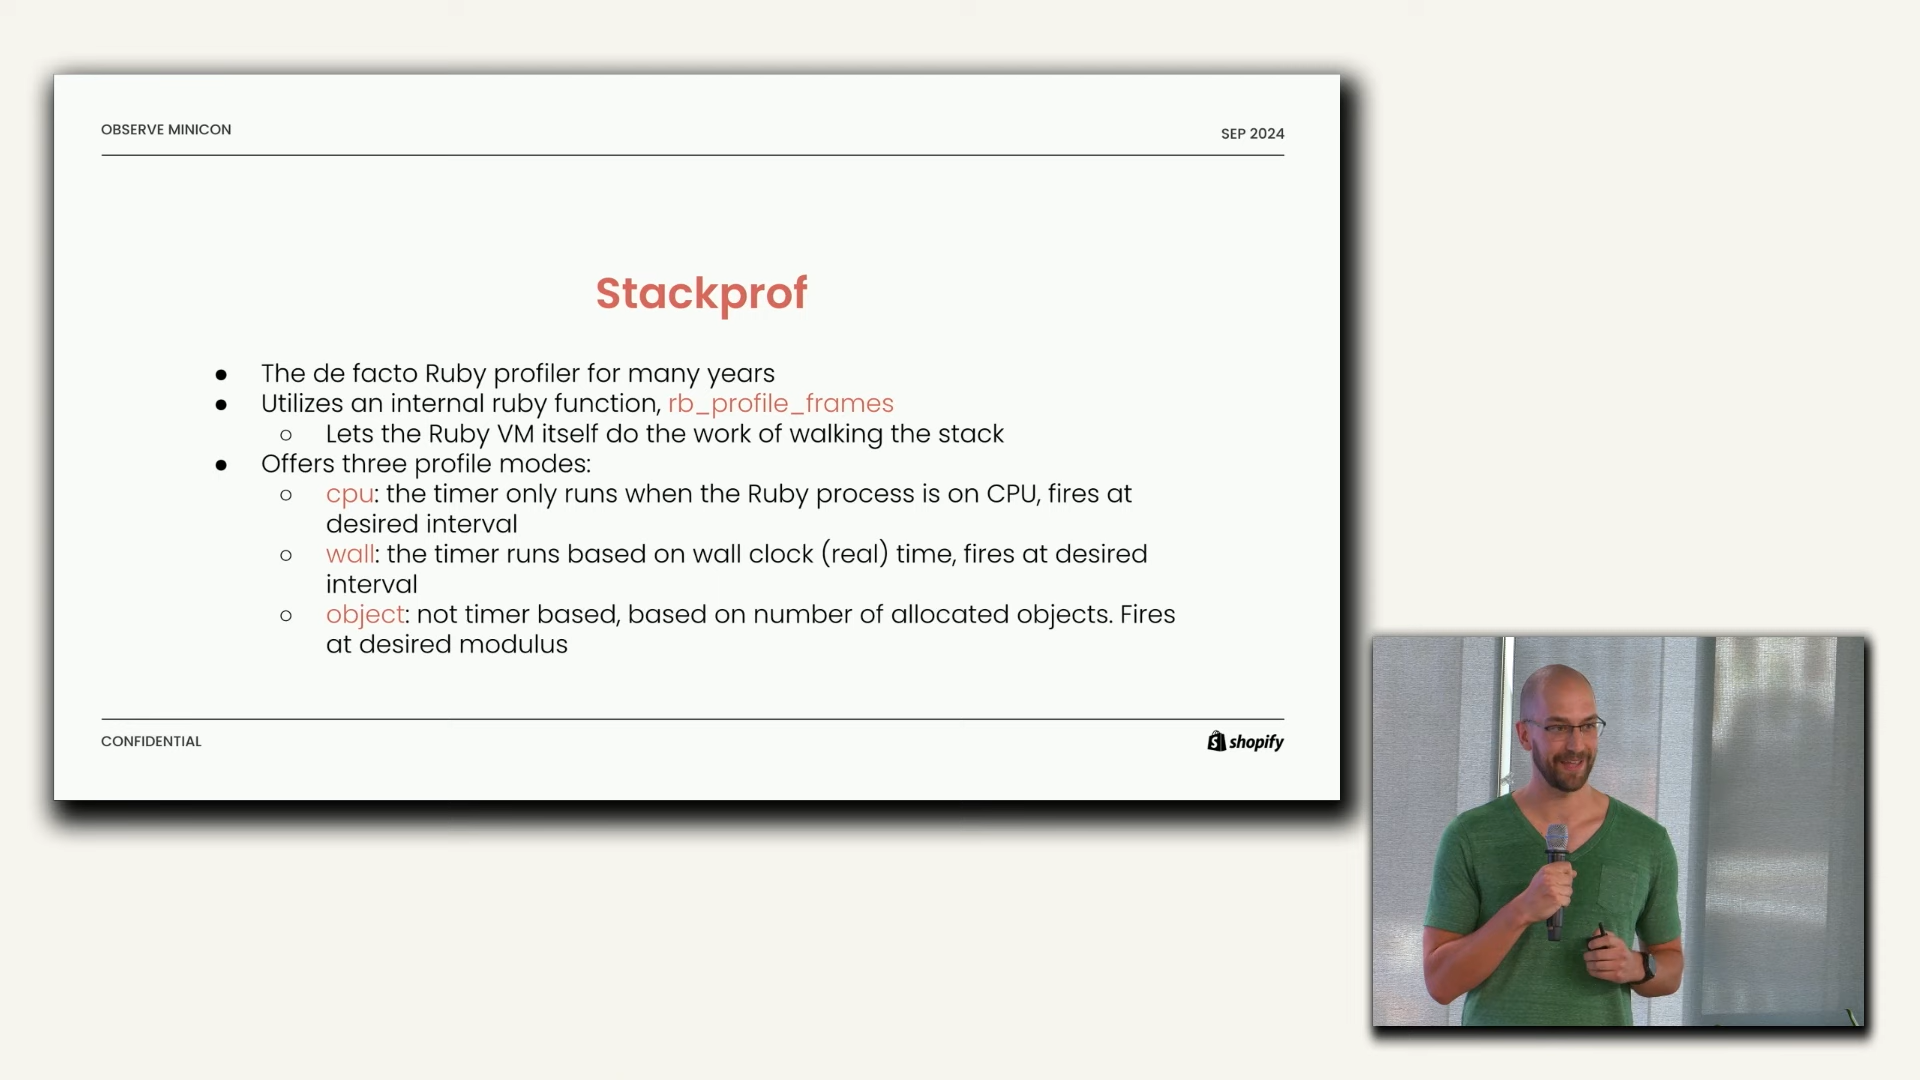 OBSERVE MINICON
SEP 2024
Stackprof
● The de facto Ruby profiler for many years
● Utilizes an internal ruby function, rb_profile_frames
○ Lets the Ruby VM itself do the work of walking the stack
● Offers three profile modes:
○ cpu: the timer only runs when the Ruby process is on CPU, fires at
desired interval
○ wall: the timer runs based on wall clock (real) time, fires at desired
interval
○ object: not timer based, based on number of allocated objects. Fires
at desired modulus
CONFIDENTIAL
shopify